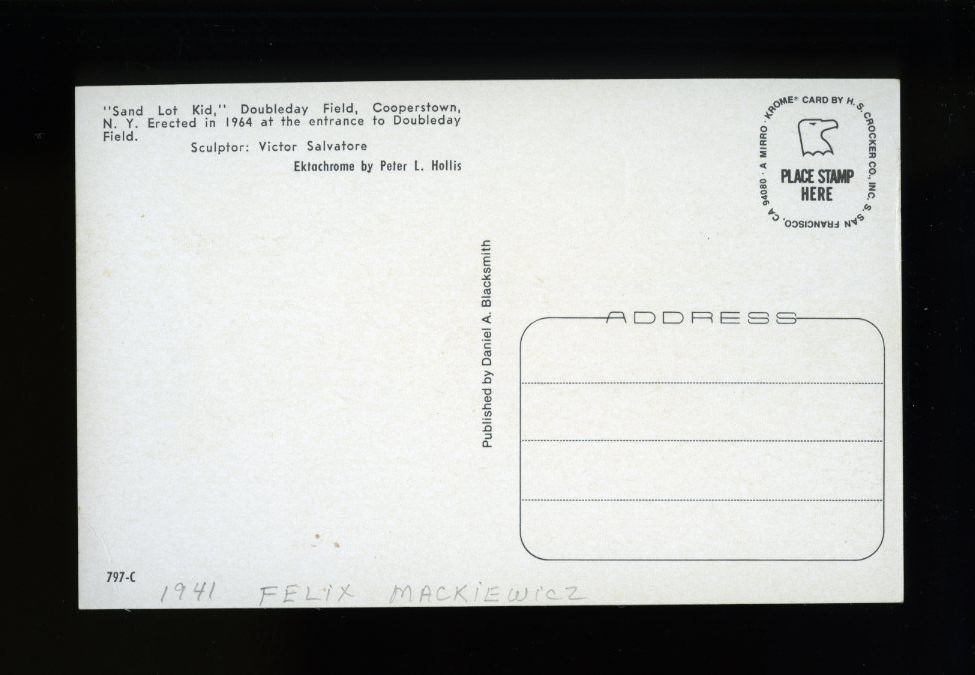 "Sand Lot Kid," Doubleday Field, Cooperstown,
N. Y. Erected in 1964 at the entrance to Doubleday
Field.
Sculptor: Victor Salvatore
Ektachrome by Peter L. Hollis
A MIRRO-KROME® CARD BY H. S. CROCKER CO., INC. S. SAN FRANCISCO, CA 94080 ·
PLACE STAMP
HERE
Published by Daniel A. Blacksmith
ADDRESS
797-C
1941 FELIX MACKIEWICZ